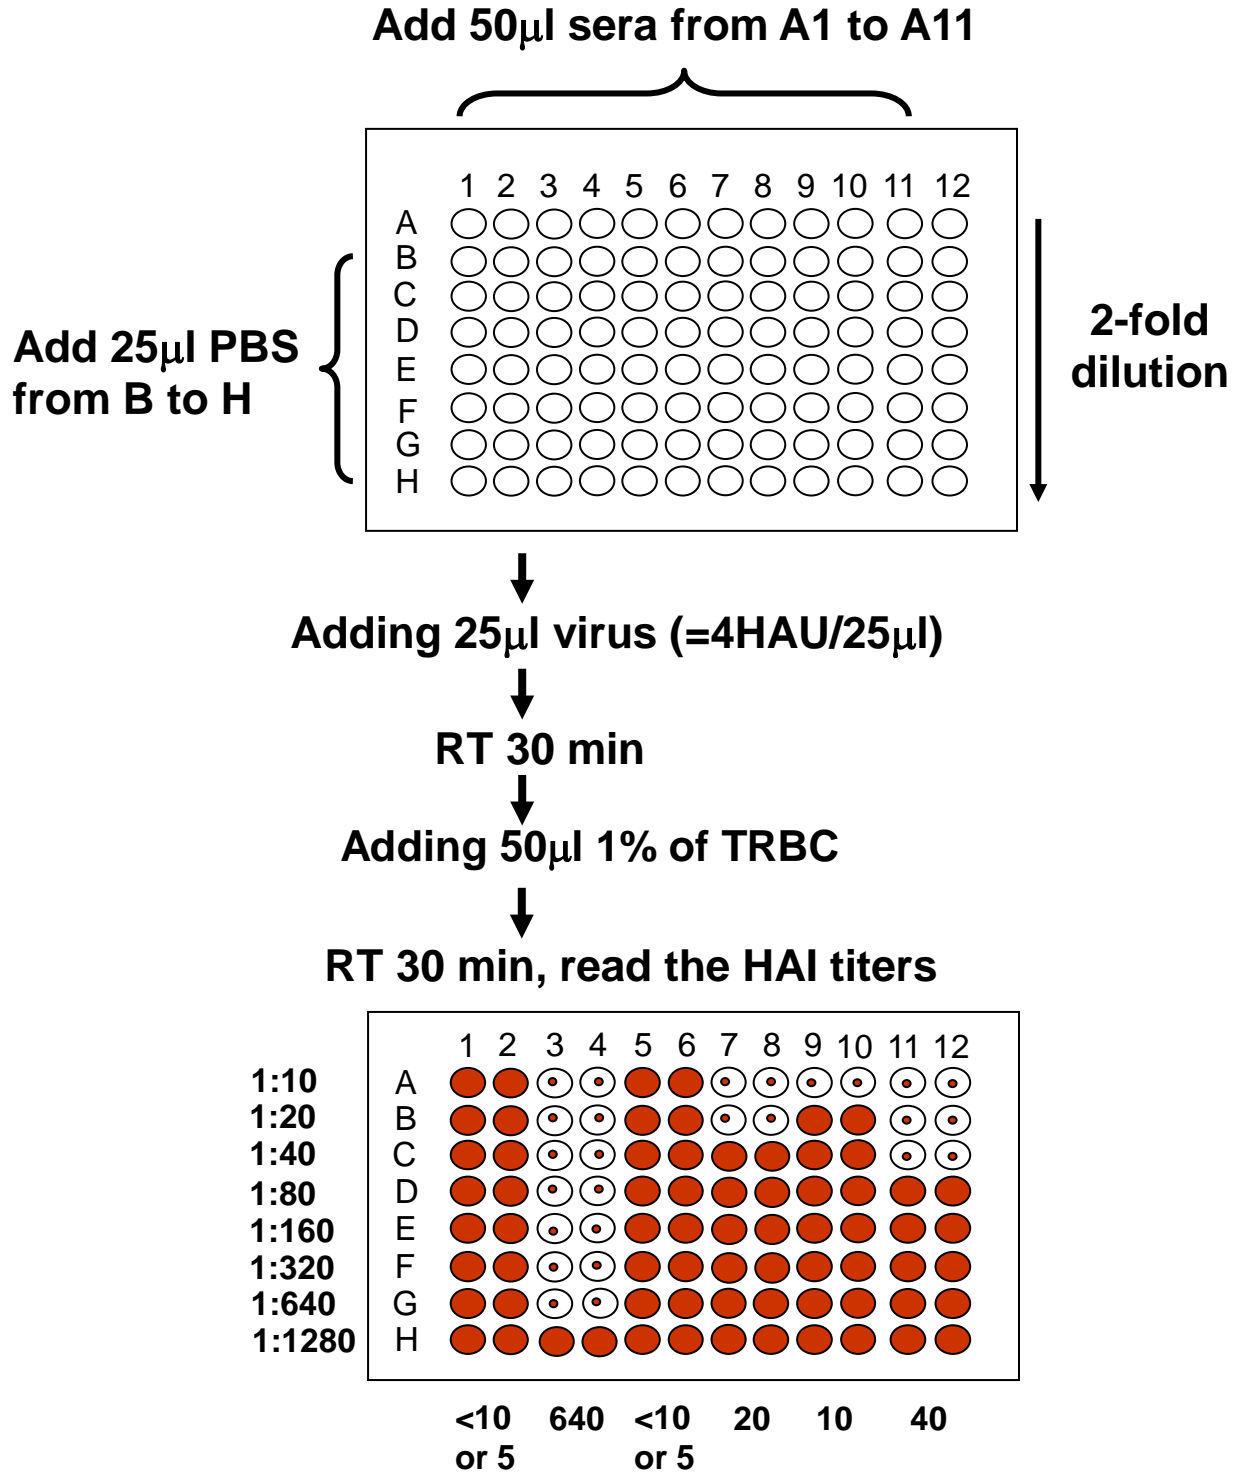 Add 50μl sera from A1 to A11
1 2 3 4 5 6 7 8 9 10 11 12
A
B
C
D
E
F
G
H
Add 25μl PBS
from B to H
2-fold
dilution
Adding 25μl virus (=4HAU/25μl)
RT 30 min
Adding 50μl 1% of TRBC
RT 30 min, read the HAI titers
1 2 3 4 5 6 7 8 9 10 11 12
1:10 A
1:20 B
1:40 C
1:80 D
1:160 E
1:320 F
1:640 G
1:1280 H
<10 640 <10 20 10 40
or 5 or 5